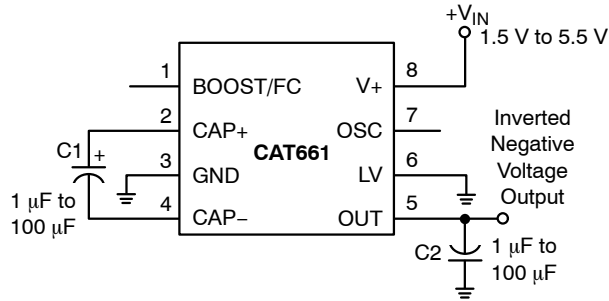 +VIN
1.5 V to 5.5 V
1
BOOST/FC
V+
8
2
CAP+
OSC
7
CAT661
C1
+
3
GND
LV
6
1 μF to
100 μF
4
CAP−
OUT
5
Inverted
Negative
Voltage
Output
C2
1 μF to
100 μF